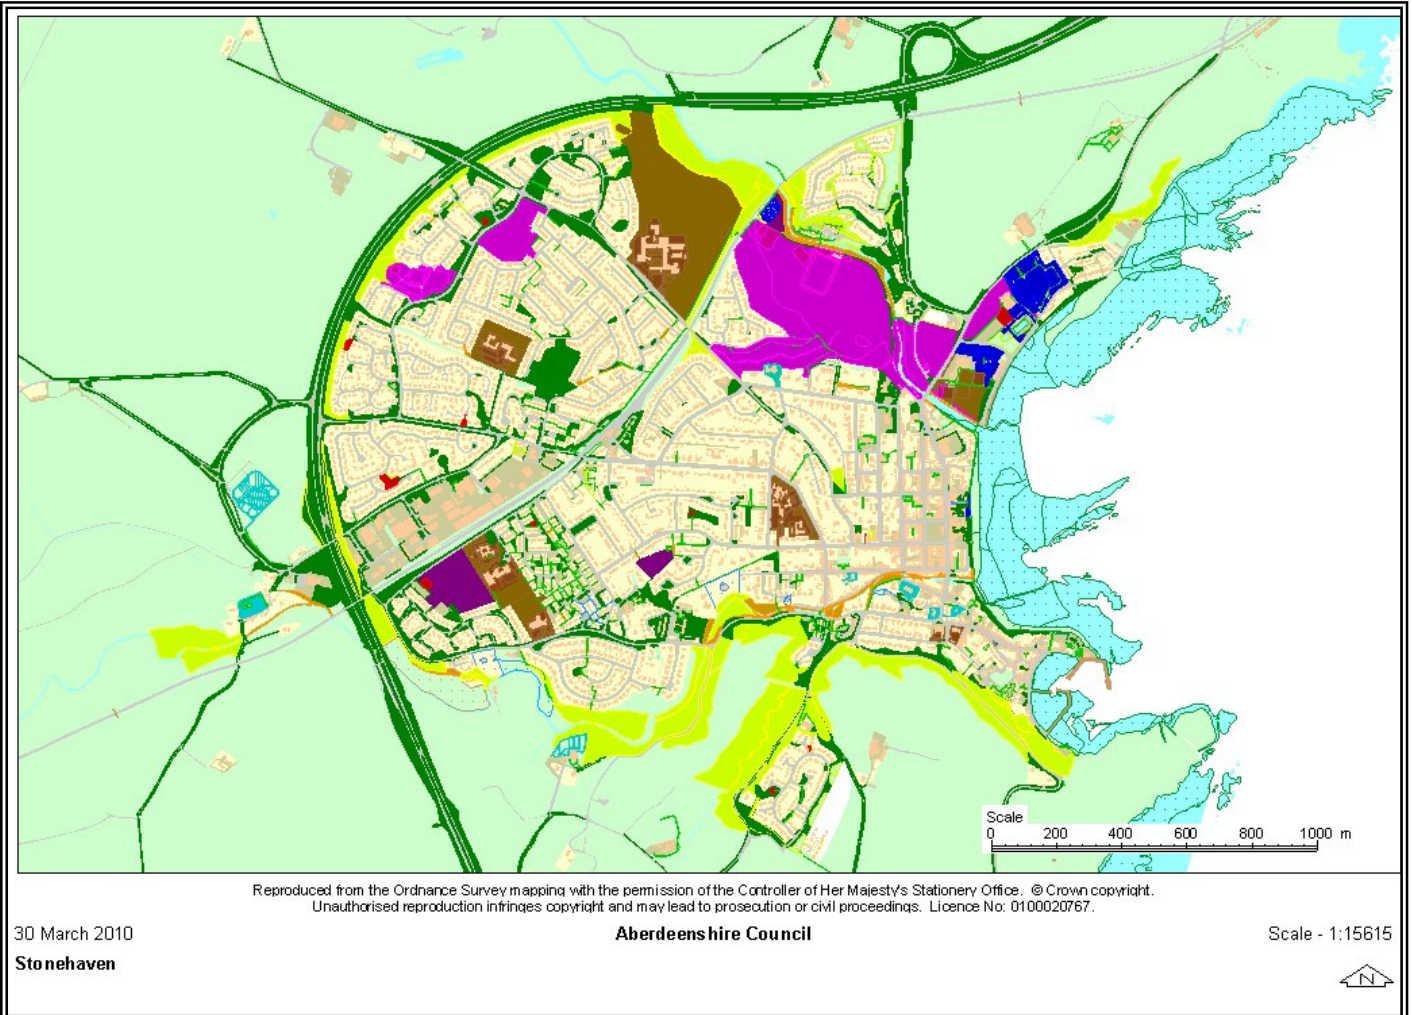 Scale
0 200 400 600 800 1000 m
Reproduced from the Ordnance Survey mapping with the permission of the Controller of Her Majesty's Stationery Office. © Crown copyright.
Unauthorised reproduction infringes copyright and may lead to prosecution or civil proceedings. Licence No: 0100020767.
30 March 2010
Aberdeenshire Council
Scale - 1:15615
Stonehaven
N